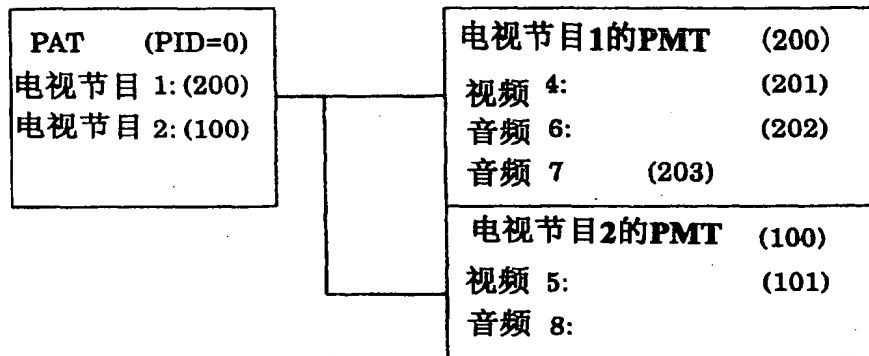 PAT (PID=0)
电视节目 1: (200)
电视节目 2: (100)
电视节目1的PMT (200)
视频 4: (201)
音频 6: (202)
音频 7 (203)
电视节目2的PMT (100)
视频 5: (101)
音频 8: